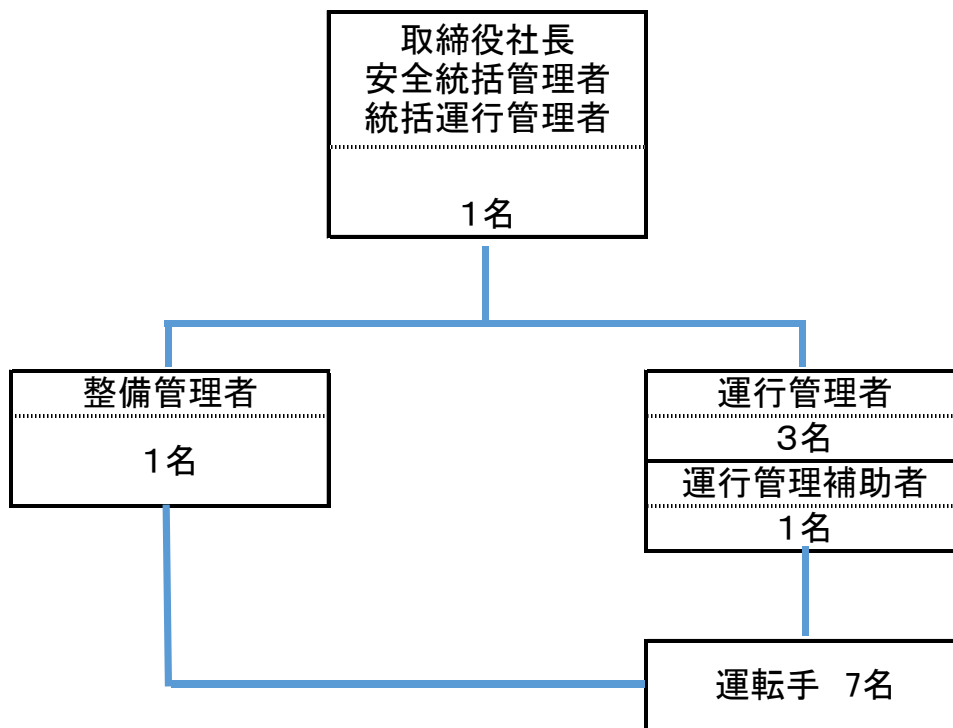 取締役社長
安全統括管理者
統括運行管理者
１名
整備管理者
１名
運行管理者
３名
運行管理補助者
１名
運転手　7名